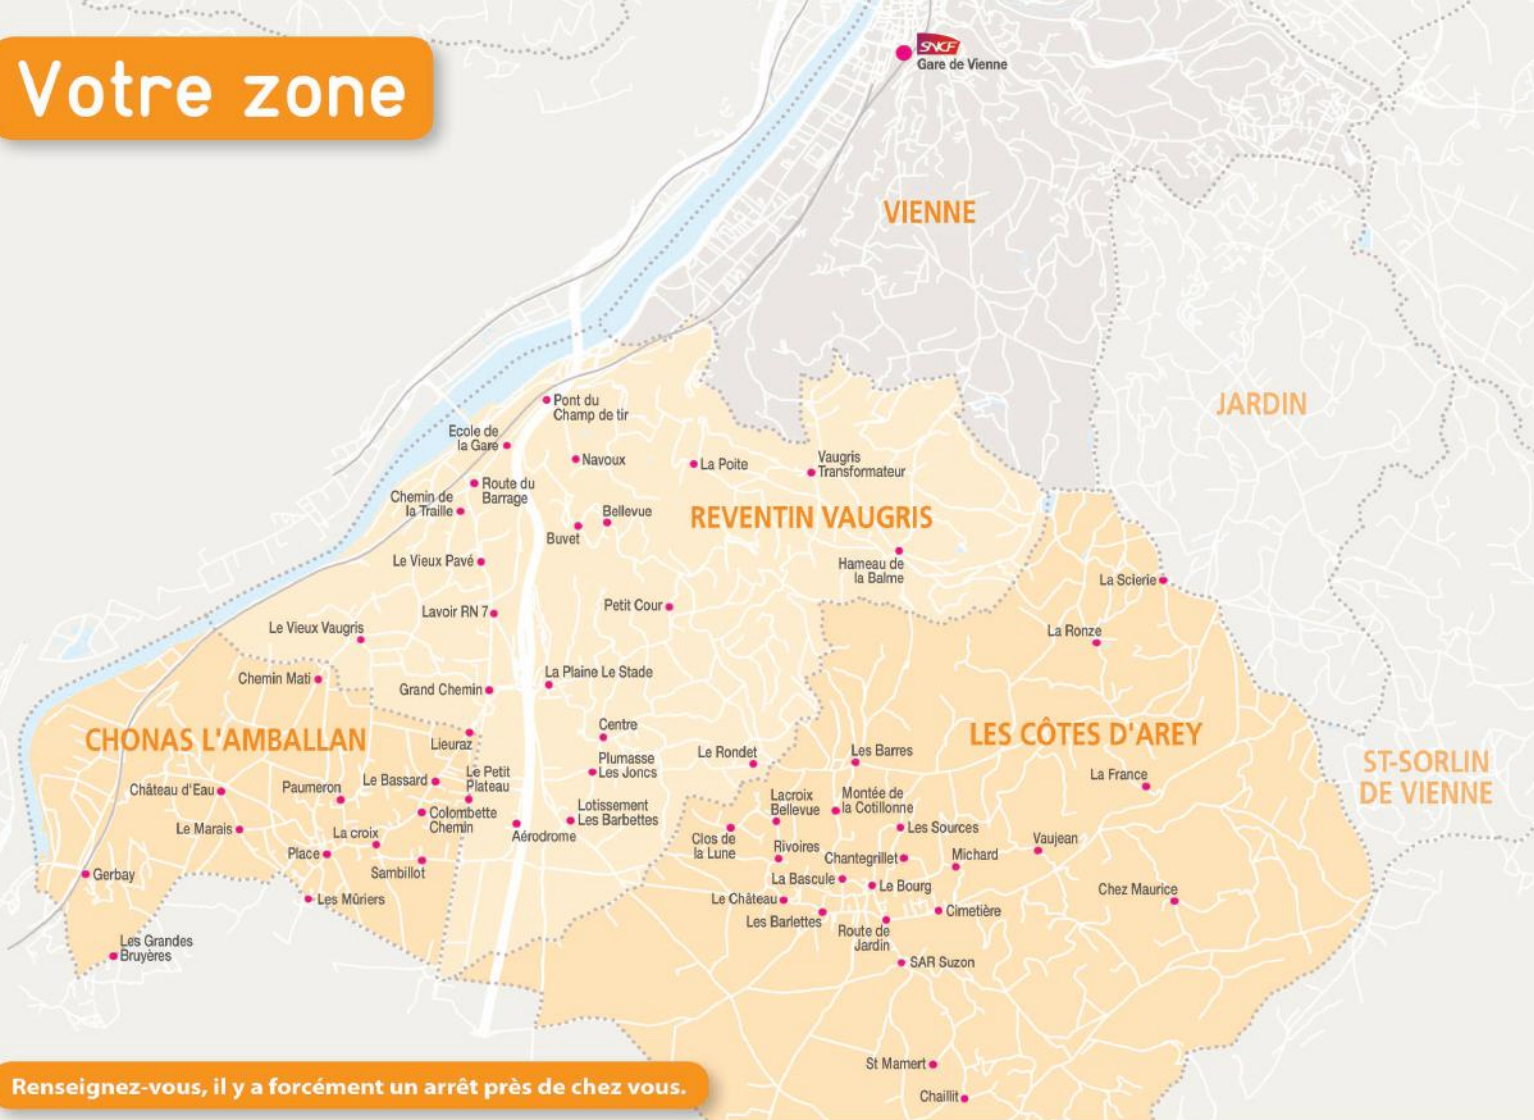 Votre zone
SNCF
Gare de Vienne
VIENNE
JARDIN
Pont du
Champ de tir
Ecole de
la Gare
Navoux
La Poite
Vaugris
Transformateur
Route du
Barrage
Chemin de
la Traille
Bellevue
REVENTIN VAUGRIS
Buvet
Le Vieux Pavé
Hameau de
la Balme
La Scierie
Petit Cour
Lavoir RN 7
Le Vieux Vaugris
La Ronze
Chemin Mati
La Plaine Le Stade
Grand Chemin
CHONAS L'AMBALLAN
Centre
LES CÔTES D'AREY
Lieuraz
Le Rondet
Les Barres
Plumasse
Les Joncs
ST-SORLIN
DE VIENNE
Le Petit
Plateau
Le Bassard
La France
Château d'Eau
Paumeron
Lacroix
Bellevue
Montée de
la Cotillonne
Lotissement
Les Barbettes
Colombette
Chemin
Le Marais
La croix
Aérodrome
Clos de
la Lune
Les Sources
Rivoires
Vaujean
Place
Chantegrillet
Michard
Sambillot
Gerbay
La Bascule
Le Bourg
Chez Maurice
Les Mûriers
Le Château
Les Barlettes
Cimetière
Route de
Jardin
Les Grandes
Bruyères
SAR Suzon
St Mamert
Renseignez-vous, il y a forcément un arrêt près de chez vous.
Chaillit